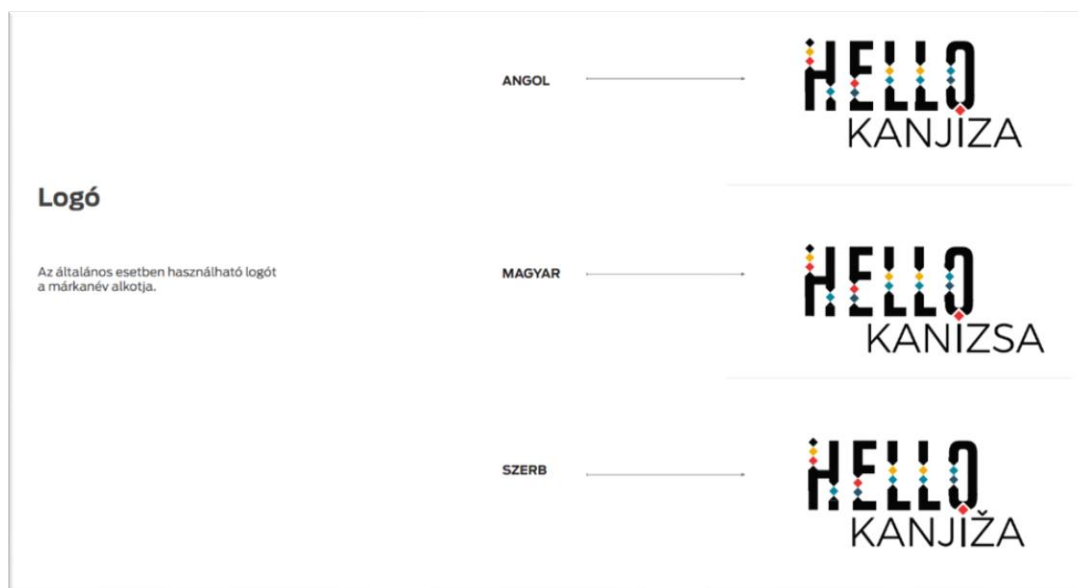 Logó
Az általános esetben használható logót
a márkanév alkotja.
ANGOL
HELLO
KANJIZA
MAGYAR
HELLO
KANIZSA
SZERB
HELLO
KANJIŽA